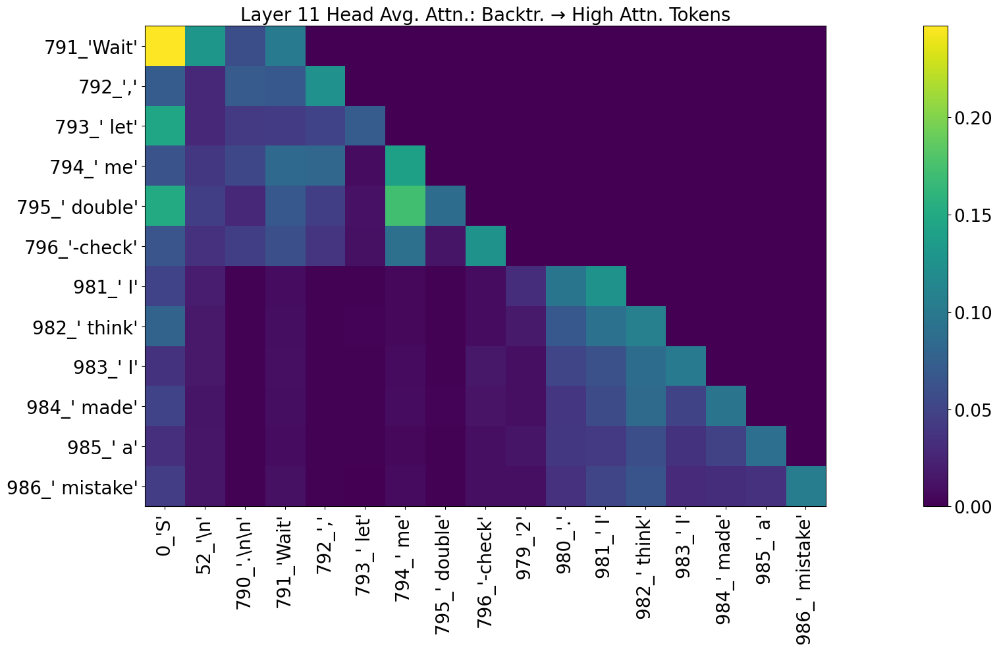 Layer 11 Head Avg. Attn.: Backtr. → High Attn. Tokens
791_'Wait'
792_','
793_' let'
794_' me'
795_' double'
796_'-check'
981_' I'
982_' think'
983_' I'
984_' made'
985_' a'
986_' mistake'
0_'S'
52_'\n'
790_'.\n\n'
791_'Wait'
792_','
793_' let'
794_' me'
795_' double'
796_'-check'
979_'2'
980_'.'
981_' I'
982_' think'
983_' I'
984_' made'
985_' a'
986_' mistake'
0.20
0.15
0.10
0.05
0.00